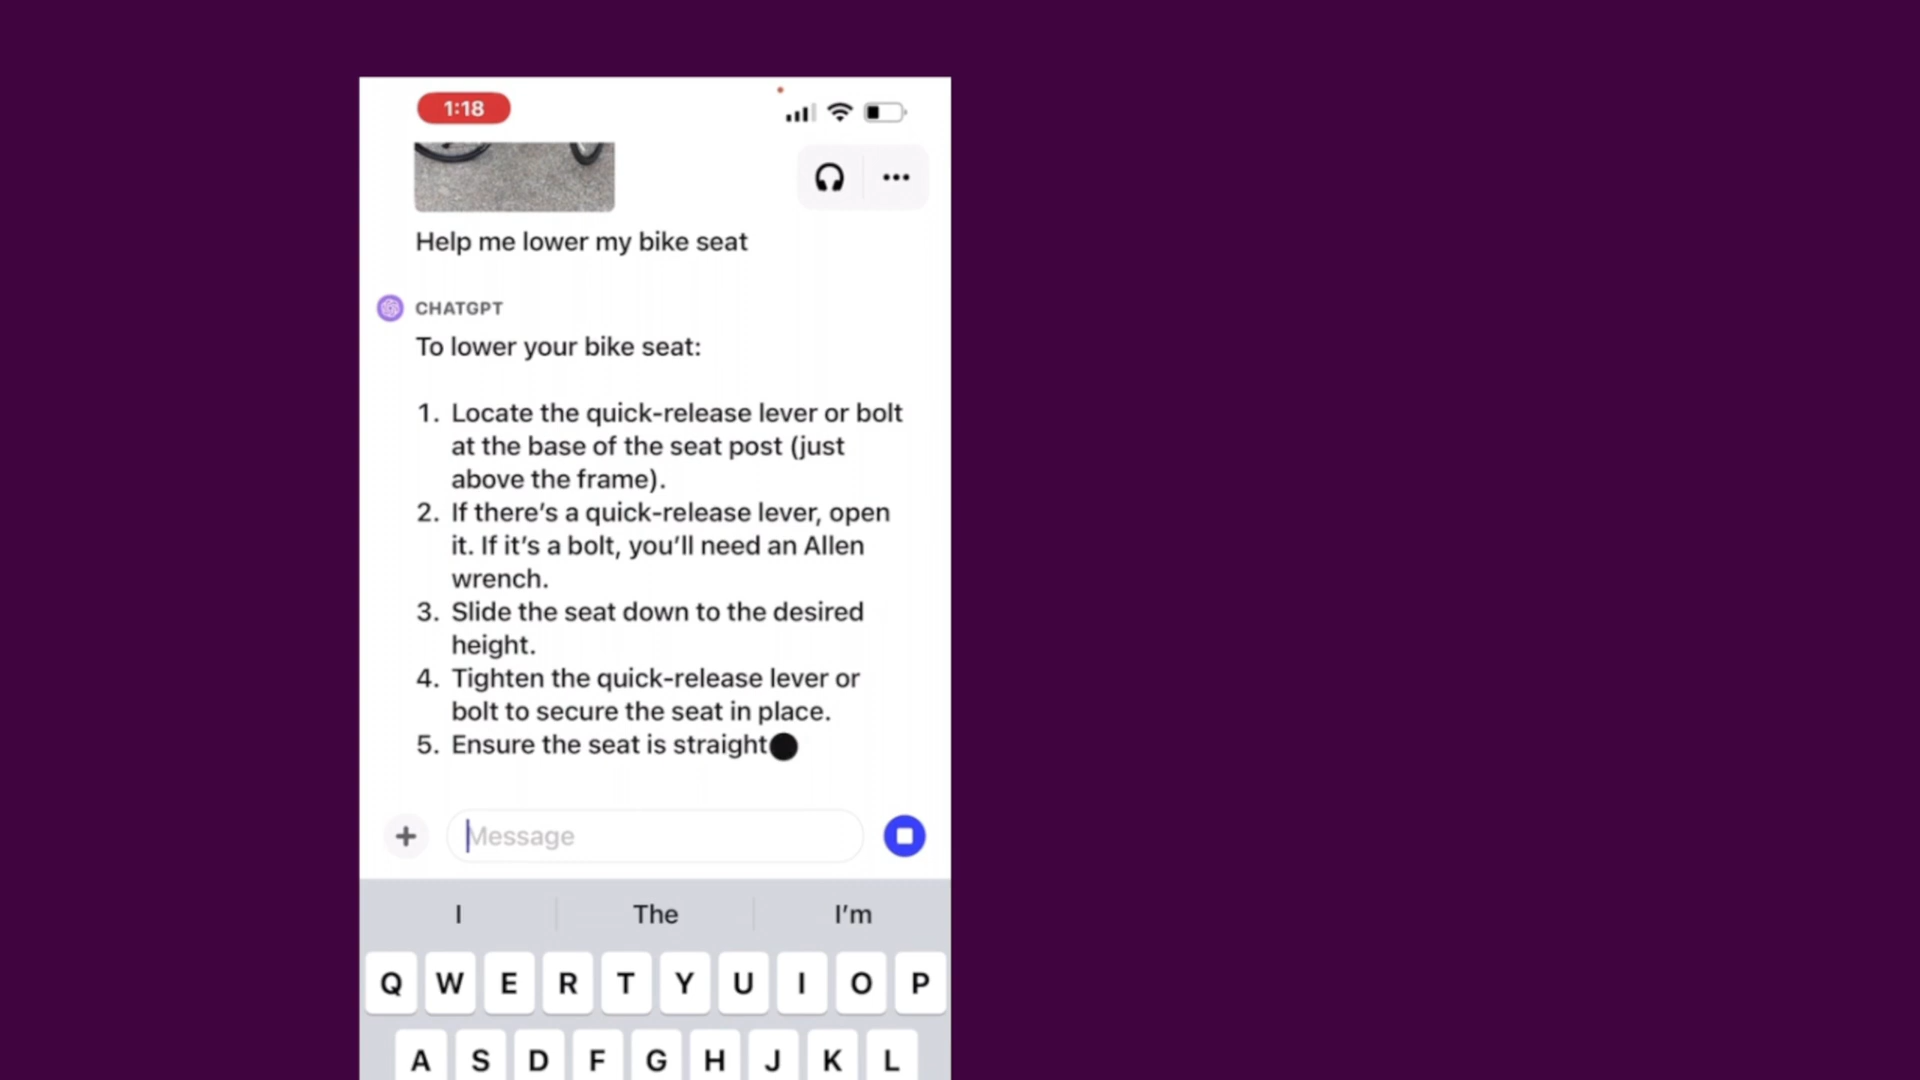 1:18
Help me lower my bike seat
CHATGPT
To lower your bike seat:
1. Locate the quick-release lever or bolt
at the base of the seat post (just
above the frame).
2. If there's a quick-release lever, open
it. If it's a bolt, you'll need an Allen
wrench.
3. Slide the seat down to the desired
height.
4. Tighten the quick-release lever or
bolt to secure the seat in place.
5. Ensure the seat is straight
Message
I The I'm
Q W E R T Y U I O P
A S D F G H J K L